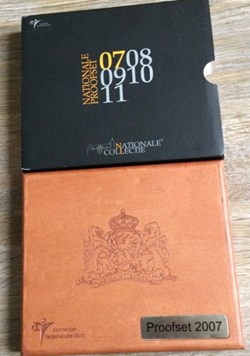 NATIONALE
PROOFSET
0708
0910
11
NATIONALE
COLLECTIE
Proofset 2007